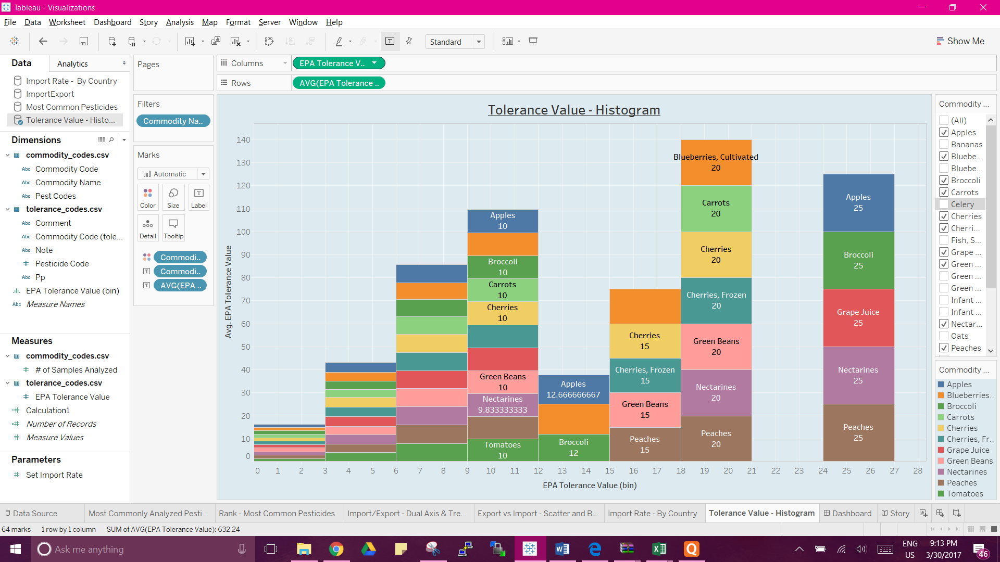 Tableau - Visualizations
File Data Worksheet Dashboard Story Analysis Map Format Server Window Help
Standard
Show Me
Data
Analytics
Import Rate - By Country
ImportExport
Most Common Pesticides
Tolerance Value - Histo...
Dimensions
commodity_codes.csv
Abc Commodity Code
Abc Commodity Name
Abc Pest Codes
tolerance_codes.csv
Abc Comment
Abc Commodity Code (tole...
Abc Note
# Pesticide Code
Abc Pp
EPA Tolerance Value (bin)
Abc Measure Names
Measures
commodity_codes.csv
# # of Samples Analyzed
tolerance_codes.csv
# EPA Tolerance Value
=# Calculation1
=# Number of Records
# Measure Values
Parameters
# Set Import Rate
Pages
Filters
Commodity Na..
Marks
Automatic
Color Size Label
Detail Tooltip
Commodi..
Commodi..
AVG(EPA ..
Columns
EPA Tolerance V..
Rows
AVG(EPA Tolerance ..
Tolerance Value - Histogram
Avg. EPA Tolerance Value
140
130
120
110
100
90
80
70
60
50
40
30
20
10
0
Apples
10
Broccoli
10
Carrots
10
Cherries
10
Green Beans
10
Nectarines
9.833333333
Tomatoes
10
Apples
12.666666667
Broccoli
12
Cherries
15
Cherries, Frozen
15
Green Beans
15
Peaches
15
Blueberries, Cultivated
20
Carrots
20
Cherries
20
Cherries, Frozen
20
Green Beans
20
Nectarines
20
Peaches
20
Apples
25
Broccoli
25
Grape Juice
25
Nectarines
25
Peaches
25
0 1 2 3 4 5 6 7 8 9 10 11 12 13 14 15 16 17 18 19 20 21 22 23 24 25 26 27 28
EPA Tolerance Value (bin)
Commodity ...
(All)
Apples
Bananas
Bluebe...
Bluebe...
Broccoli
Carrots
Celery
Cherries
Cherri...
Fish, S...
Grape ...
Green ...
Green ...
Green ...
Infant ...
Infant ...
Nectar...
Oats
Peaches
Commodity ...
Apples
Blueberries..
Broccoli
Carrots
Cherries
Cherries, Fr..
Grape Juice
Green Beans
Nectarines
Peaches
Tomatoes
Data Source
Most Commonly Analyzed Pesti...
Rank - Most Common Pesticides
Import/Export - Dual Axis & Tre...
Export vs Import - Scatter and B...
Import Rate - By Country
Tolerance Value - Histogram
Dashboard
Story
64 marks 1 row by 1 column SUM of AVG(EPA Tolerance Value): 632.24
Ask me anything
ENG
US
9:13 PM
3/30/2017
46